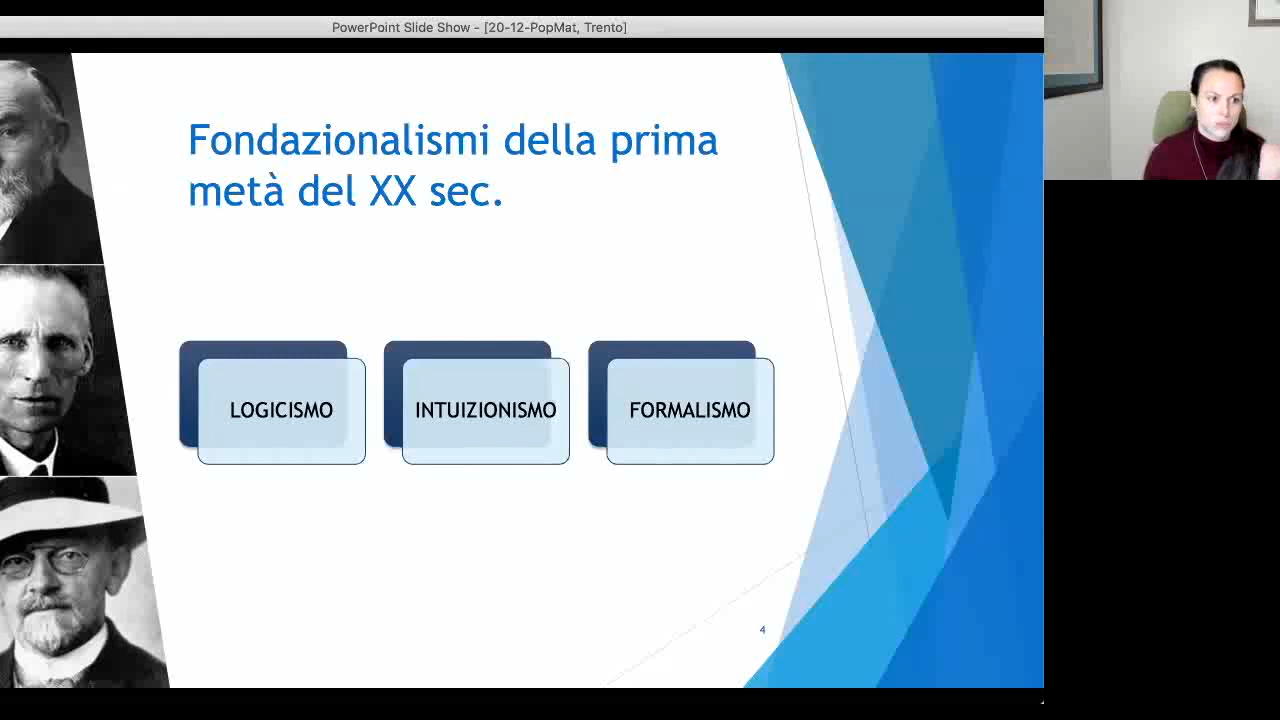 PowerPoint Slide Show - [20-12-PopMat, Trento]
Fondazionalismi della prima
metà del XX sec.
LOGICISMO
INTUIZIONISMO
FORMALISMO
4